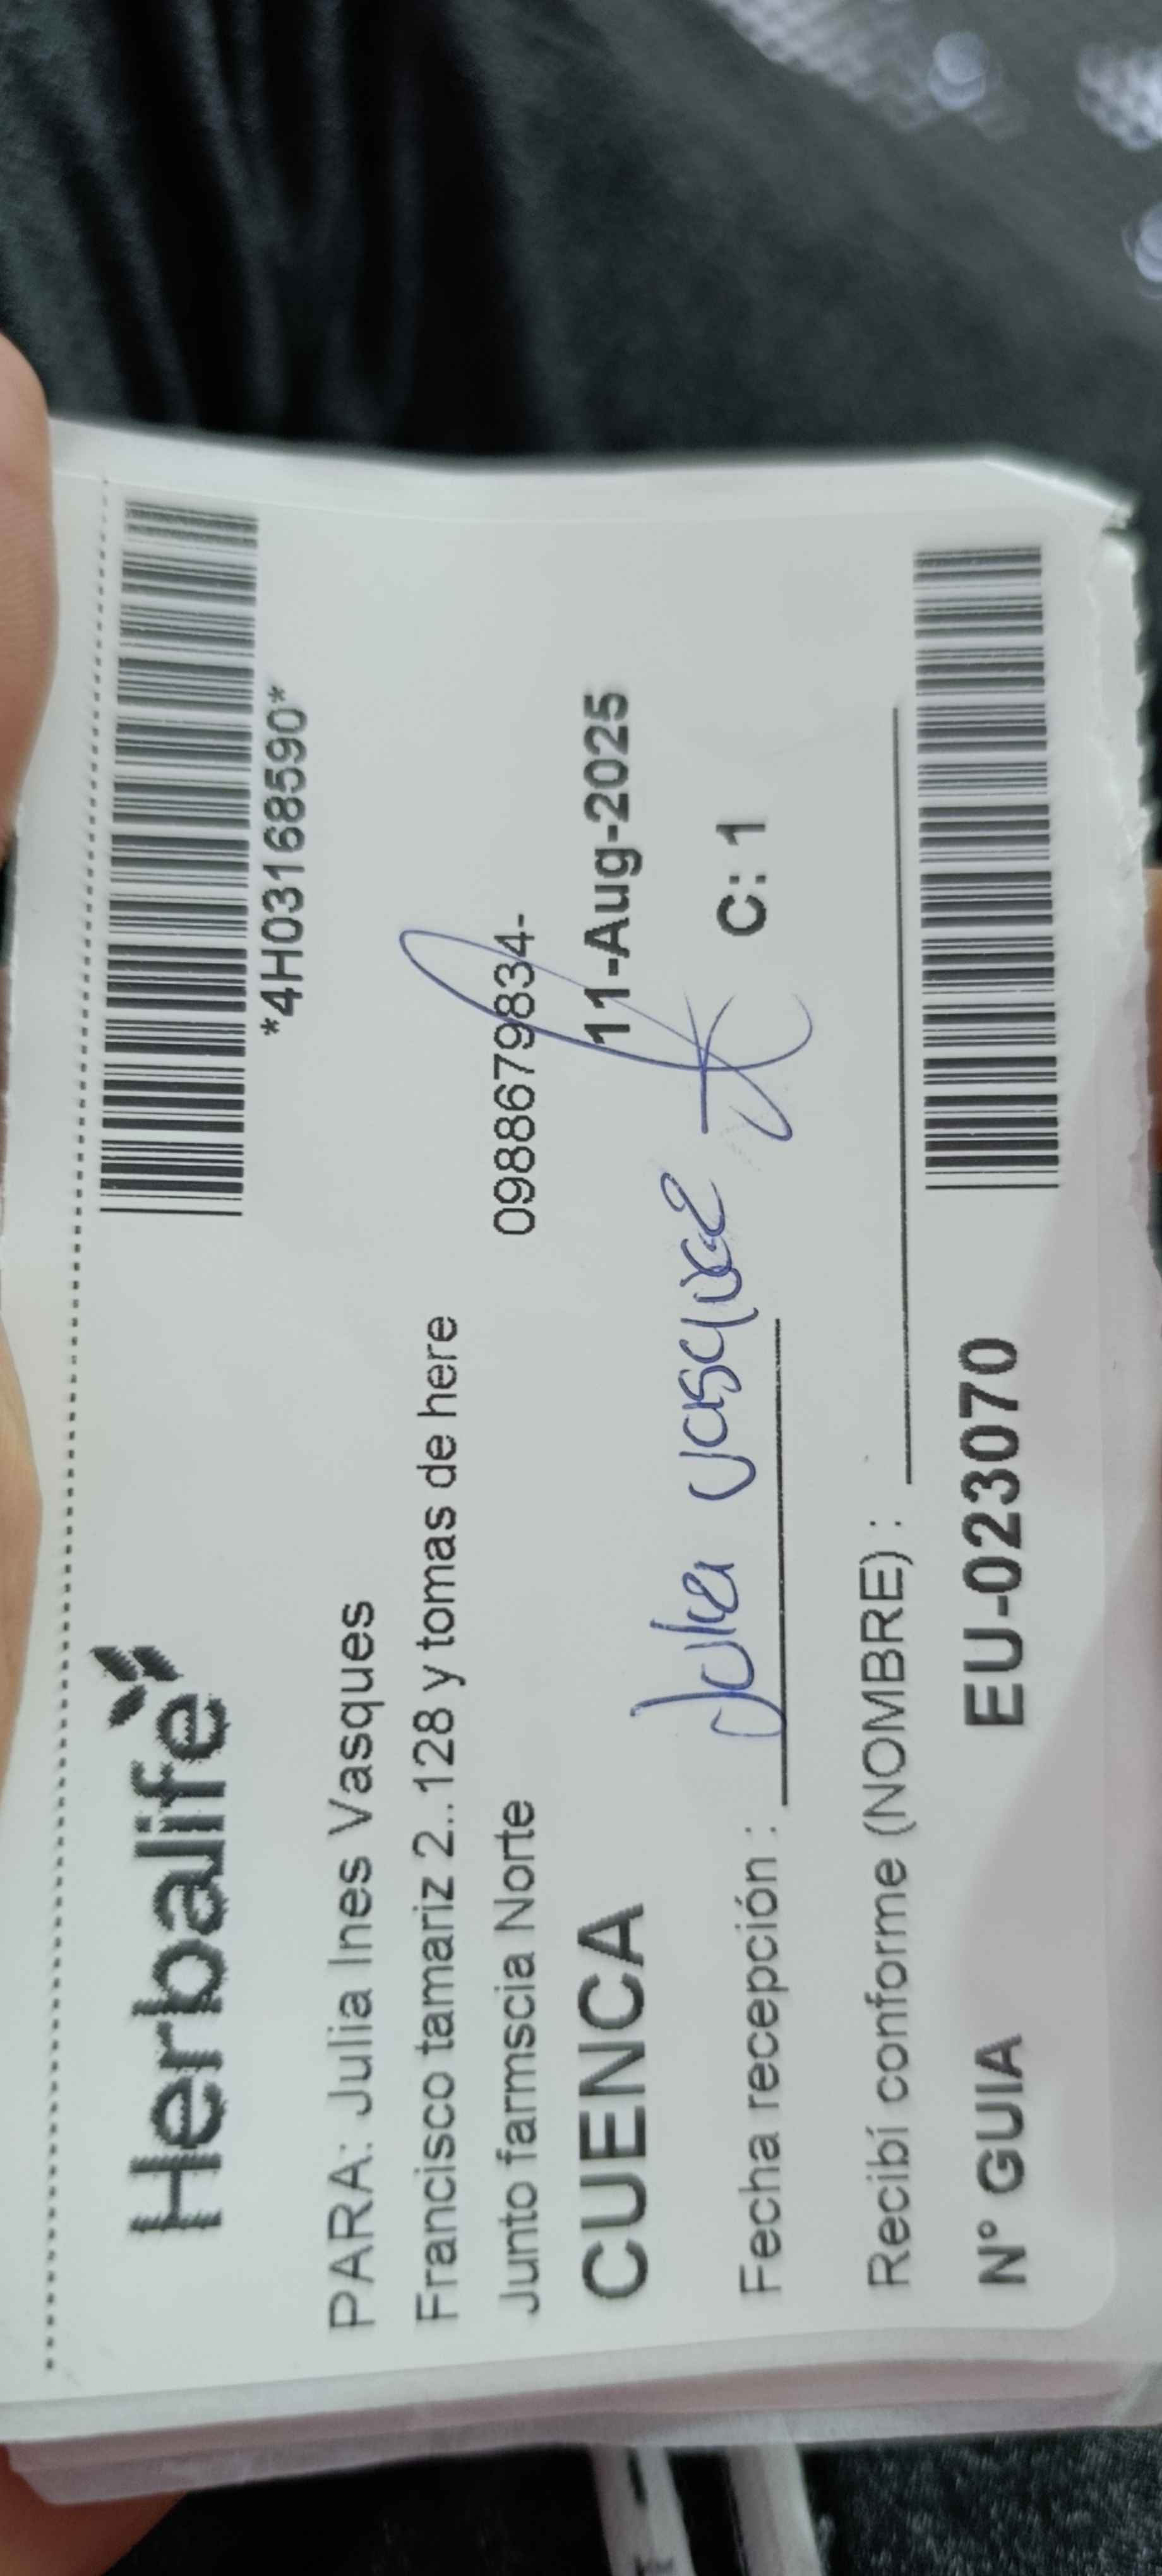 Herbalife
*4H03168590*
PARA: Julia Ines Vasques
Francisco tamariz 2..128 y tomas de here
Junto farmscia Norte 0988679834-
CUENCA 11-Aug-2025
Julia Vasquez
Fecha recepción : C: 1
Recibí conforme (NOMBRE) :
Nº GUIA EU-023070